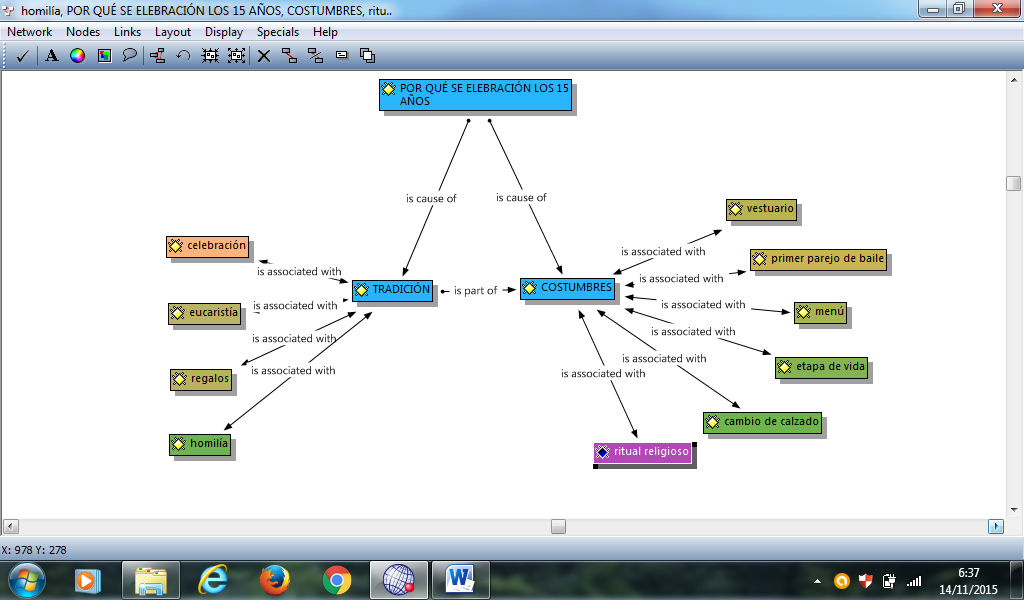 homilía, POR QUÉ SE ELEBRACIÓN LOS 15 AÑOS, COSTUMBRES, ritu..
Network Nodes Links Layout Display Specials Help
POR QUÉ SE ELEBRACIÓN LOS 15
AÑOS
is cause of
is cause of
vestuario
celebración
is associated with
primer parejo de baile
is associated with
is associated with
TRADICIÓN
is part of
COSTUMBRES
eucaristía
is associated with
is associated with
menú
is associated with
is associated with
is associated with
etapa de vida
is associated with
is associated with
regalos
cambio de calzado
homilía
ritual religioso
X: 978 Y: 278
6:37
14/11/2015